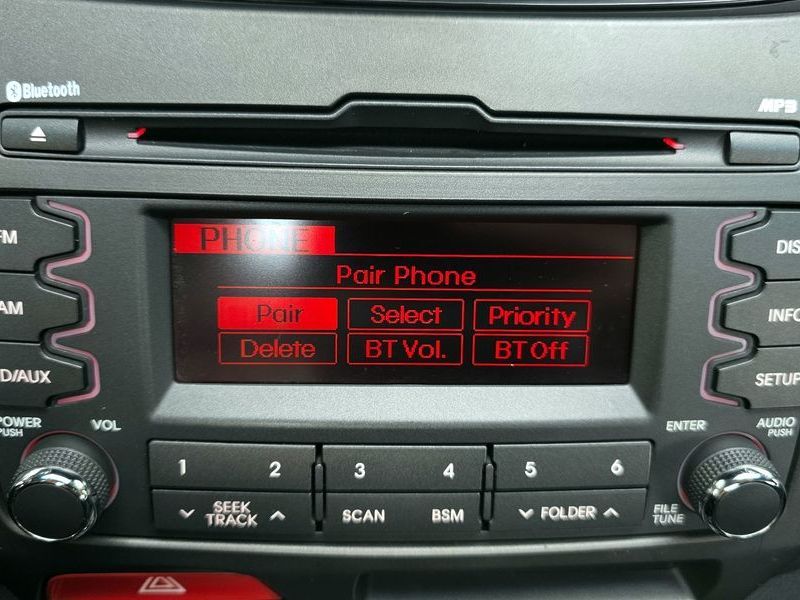 Bluetooth
MP3
PHONE
Pair Phone
Pair Select Priority
Delete BT Vol. BT Off
FM
AM
D/AUX
DIS
INFO
SETUP
POWER
PUSH
VOL
ENTER
AUDIO
PUSH
1 2 3 4 5 6
SEEK
TRACK
SCAN
BSM
FOLDER
FILE
TUNE